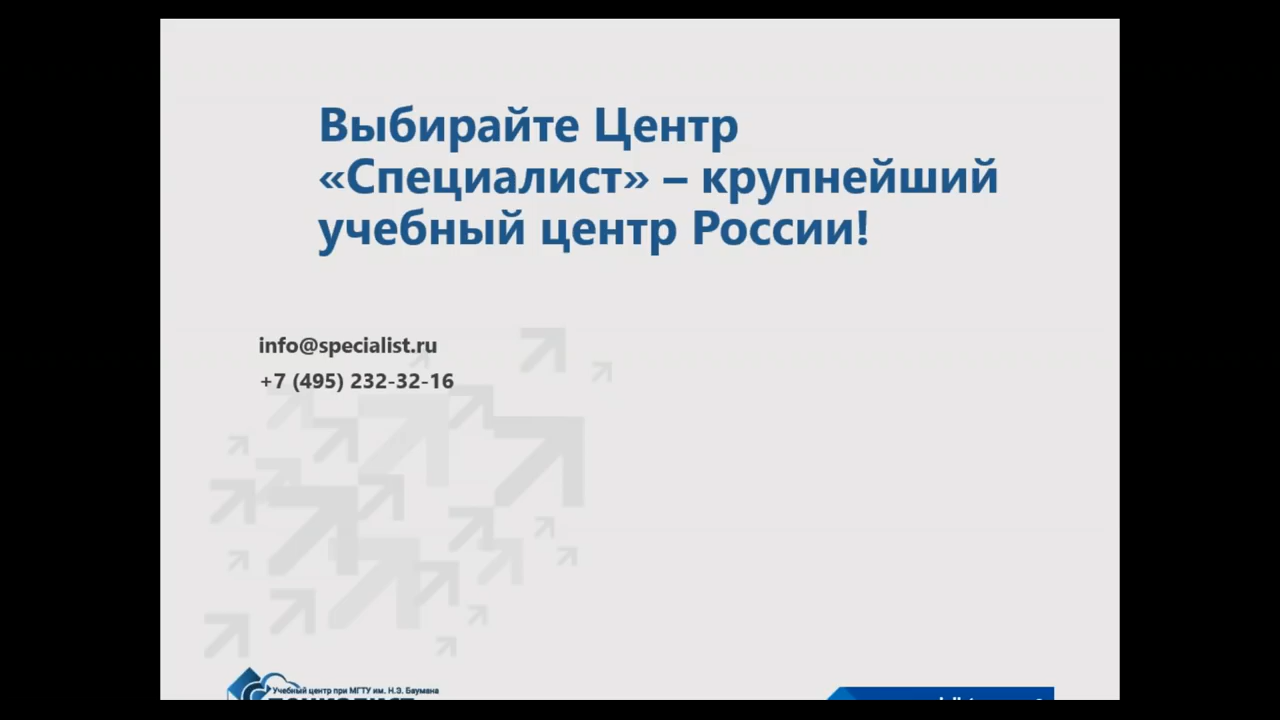 Выбирайте Центр
«Специалист» – крупнейший
учебный центр России!
info@specialist.ru
+7 (495) 232-32-16
Учебный центр при МГТУ им. Н.Э. Баумана